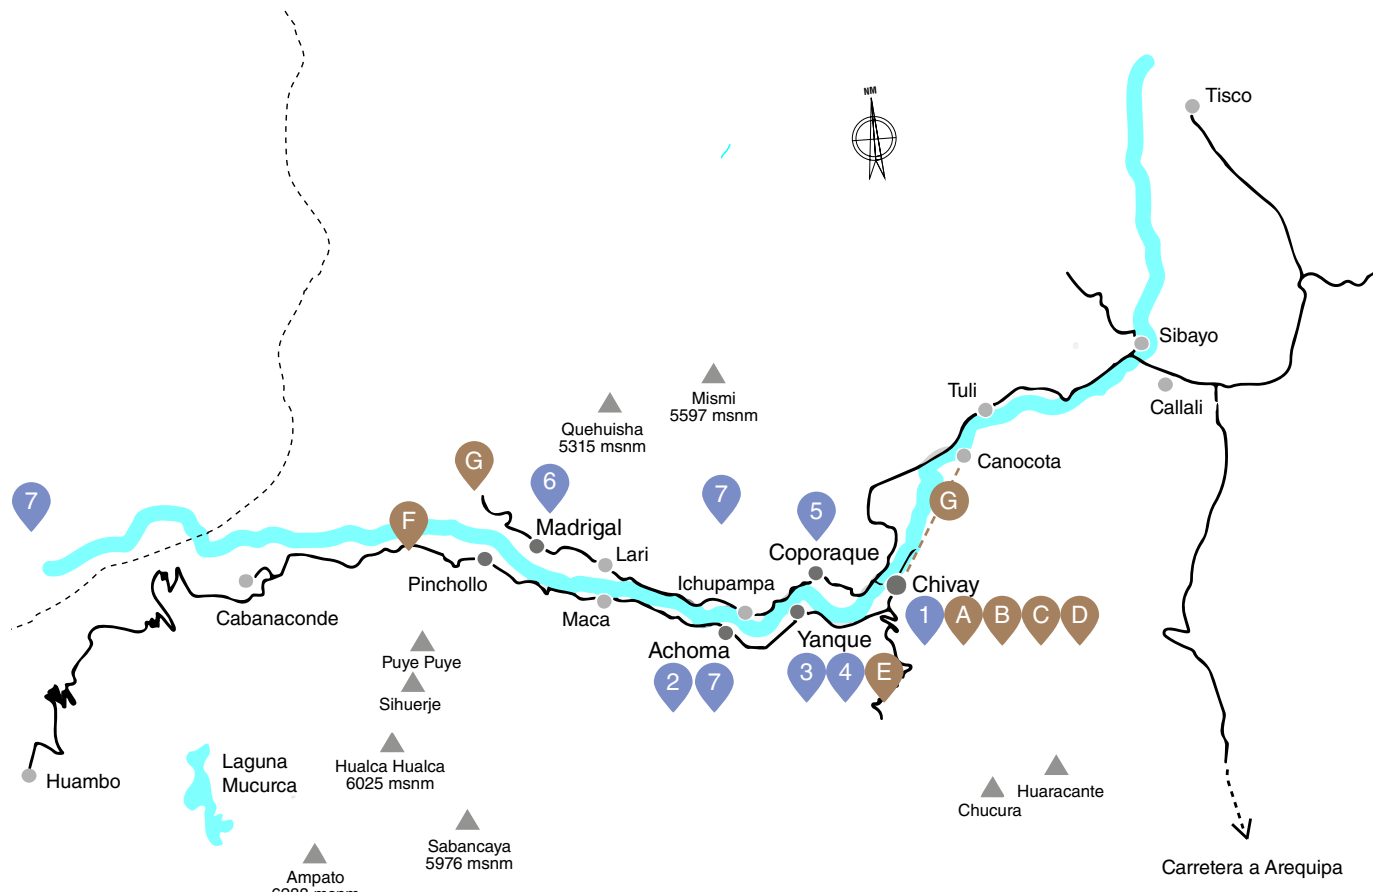 NM
Tisco
Sibayo
Callali
Tuli
Canocota
Mismi
5597 msnm
Quehuisha
5315 msnm
G
6
7
7
5
G
F
Madrigal
Lari
Coporaque
Ichupampa
Chivay
Pinchollo
Cabanaconde
Maca
1 A B C D
Achoma
Yanque
2 7
3 4 E
Puye Puye
Sihuerje
Laguna
Mucurca
Hualca Hualca
6025 msnm
Huambo
Huaracante
Chucura
Sabancaya
5976 msnm
Ampato
Carretera a Arequipa